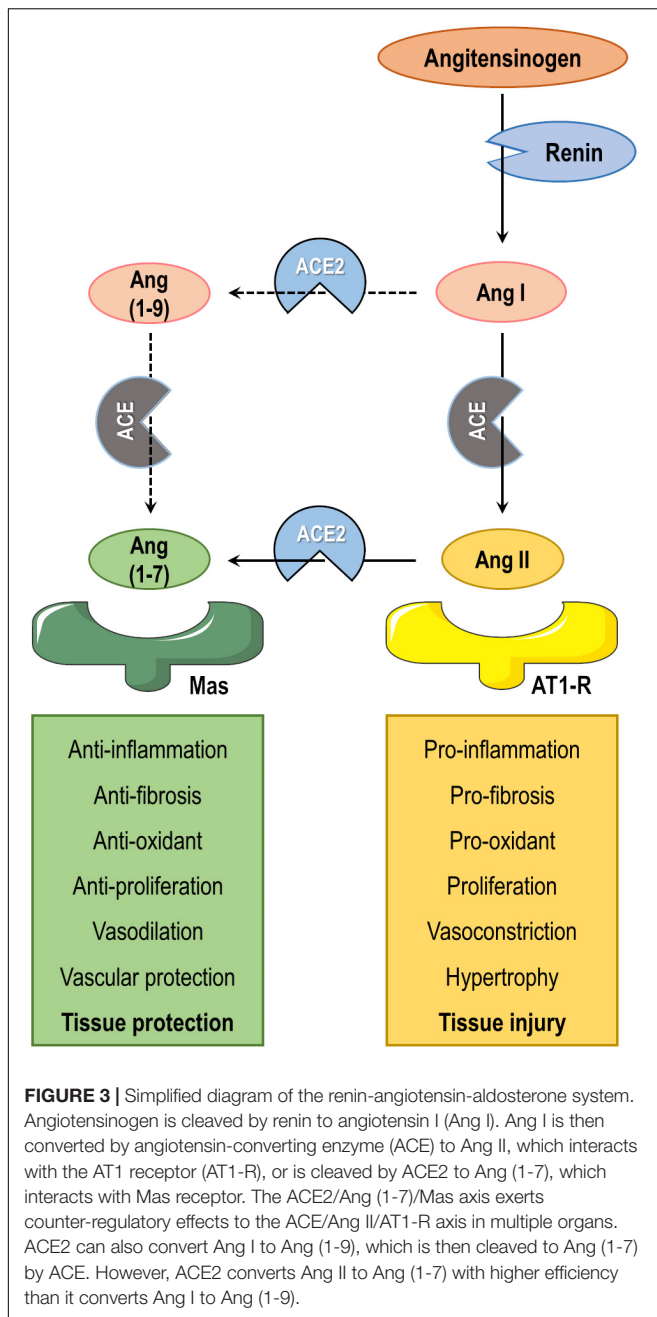 Angitensinogen
Renin
ACE2
Ang
(1-9)
Ang I
ACE
ACE
Ang
(1-7)
ACE2
Ang II
Mas
AT1-R
Anti-inflammation
Anti-fibrosis
Anti-oxidant
Anti-proliferation
Vasodilation
Vascular protection
Tissue protection
Pro-inflammation
Pro-fibrosis
Pro-oxidant
Proliferation
Vasoconstriction
Hypertrophy
Tissue injury
FIGURE 3 | Simplified diagram of the renin-angiotensin-aldosterone system.
Angiotensinogen is cleaved by renin to angiotensin I (Ang I). Ang I is then
converted by angiotensin-converting enzyme (ACE) to Ang II, which interacts
with the AT1 receptor (AT1-R), or is cleaved by ACE2 to Ang (1-7), which
interacts with Mas receptor. The ACE2/Ang (1-7)/Mas axis exerts
counter-regulatory effects to the ACE/Ang II/AT1-R axis in multiple organs.
ACE2 can also convert Ang I to Ang (1-9), which is then cleaved to Ang (1-7)
by ACE. However, ACE2 converts Ang II to Ang (1-7) with higher efficiency
than it converts Ang I to Ang (1-9).